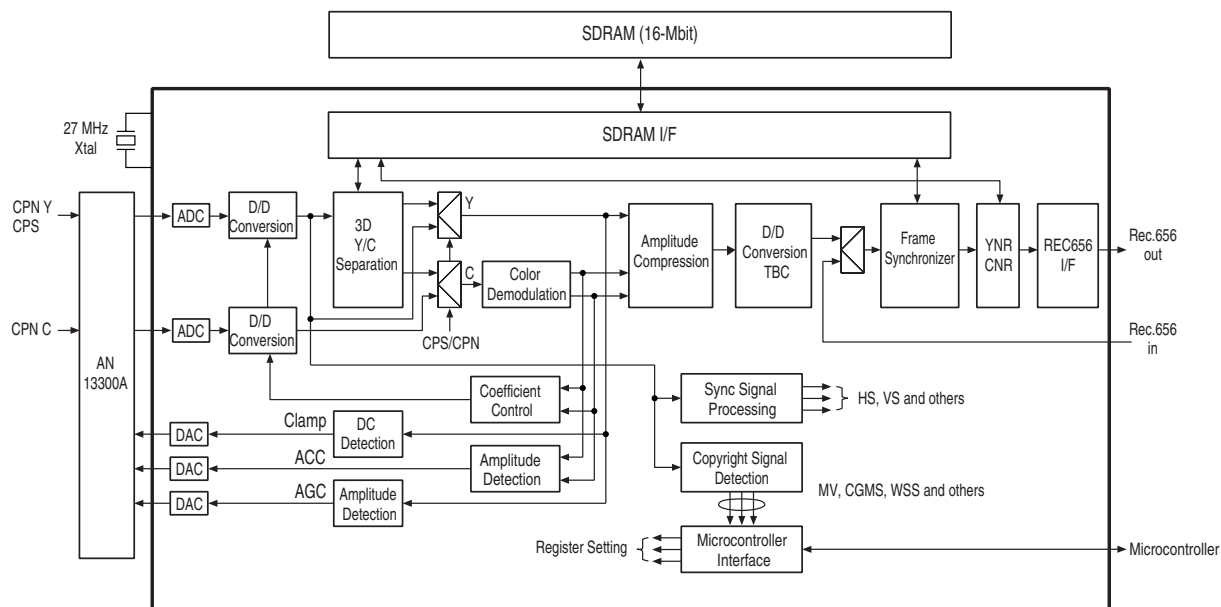 SDRAM (16-Mbit)
27 MHz
Xtal
SDRAM I/F
CPN Y
CPS
ADC
D/D
Conversion
3D
Y/C
Separation
Y
Amplitude
Compression
D/D
Conversion
TBC
Frame
Synchronizer
YNR
CNR
REC656
I/F
Rec.656
out
C
Color
Demodulation
CPN C
ADC
D/D
Conversion
CPS/CPN
Rec.656
in
AN
13300A
Coefficient
Control
Sync Signal
Processing
HS, VS and others
Clamp
DAC
DC
Detection
ACC
DAC
Amplitude
Detection
Copyright Signal
Detection
AGC
DAC
Amplitude
Detection
MV, CGMS, WSS and others
Register Setting
Microcontroller
Interface
Microcontroller